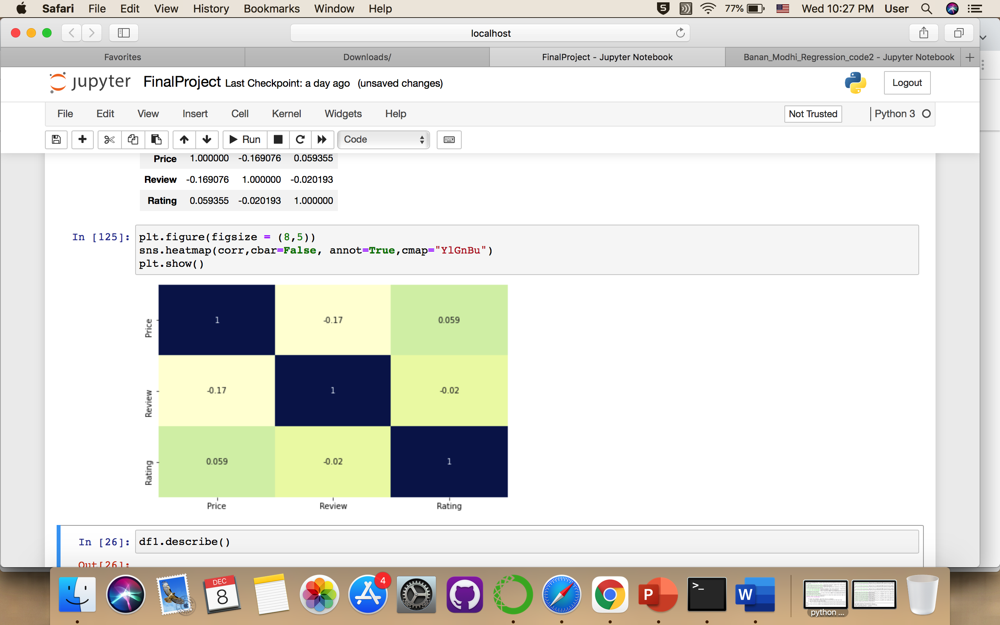 Safari File Edit View History Bookmarks Window Help 77% Wed 10:27 PM User
localhost
Favorites Downloads/ FinalProject - Jupyter Notebook Banan_Modhi_Regression_code2 - Jupyter Notebook
jupyter FinalProject Last Checkpoint: a day ago (unsaved changes) Logout
File Edit View Insert Cell Kernel Widgets Help Not Trusted Python 3
Run Code
Price 1.000000 -0.169076 0.059355
Review -0.169076 1.000000 -0.020193
Rating 0.059355 -0.020193 1.000000
In [125]: plt.figure(figsize = (8,5))
sns.heatmap(corr,cbar=False, annot=True,cmap="YlGnBu")
plt.show()
Price 1 -0.17 0.059
Review -0.17 1 -0.02
Rating 0.059 -0.02 1
Price Review Rating
In [26]: df1.describe()
Out[26]:
DEC
8
4
P
>_
W
python ...